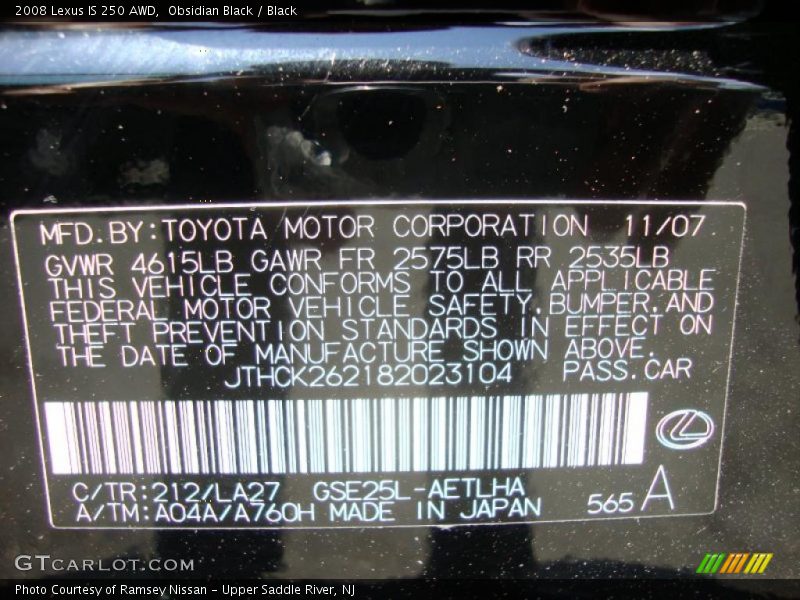 2008 Lexus IS 250 AWD,  Obsidian Black / Black
MFD.BY:TOYOTA MOTOR CORPORATION 11/07
GVWR 4615LB GAWR FR 2575LB RR 2535LB
THIS VEHICLE CONFORMS TO ALL APPLICABLE
FEDERAL MOTOR VEHICLE SAFETY,BUMPER,AND
THEFT PREVENTION STANDARDS IN EFFECT ON
THE DATE OF MANUFACTURE SHOWN ABOVE.
JTHCK262182023104 PASS.CAR
C/TR:212/LA27 GSE25L-AETLHA
A/TM:A04A/A760H MADE IN JAPAN 565 A
GTCARLOT.COM
Photo Courtesy of Ramsey Nissan - Upper Saddle River, NJ